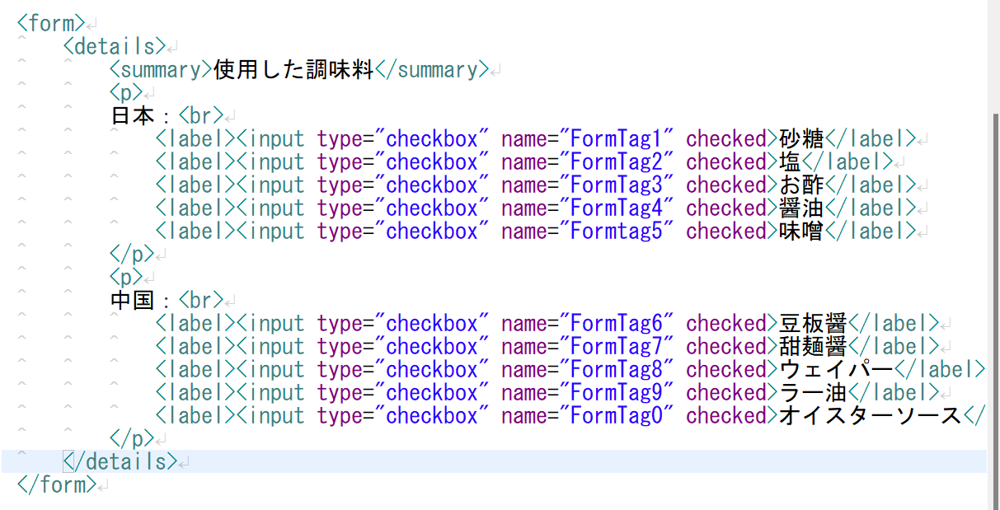 <form>
<details>
<summary>使用した調味料</summary>
<p>
日本：<br>
<label><input type="checkbox" name="FormTag1" checked>砂糖</label>
<label><input type="checkbox" name="FormTag2" checked>塩</label>
<label><input type="checkbox" name="FormTag3" checked>お酢</label>
<label><input type="checkbox" name="FormTag4" checked>醤油</label>
<label><input type="checkbox" name="Formtag5" checked>味噌</label>
</p>
<p>
中国：<br>
<label><input type="checkbox" name="FormTag6" checked>豆板醤</label>
<label><input type="checkbox" name="FormTag7" checked>甜麺醤</label>
<label><input type="checkbox" name="FormTag8" checked>ウェイパー</label>
<label><input type="checkbox" name="FormTag9" checked>ラー油</label>
<label><input type="checkbox" name="FormTag0" checked>オイスターソース</
</p>
</details>
</form>